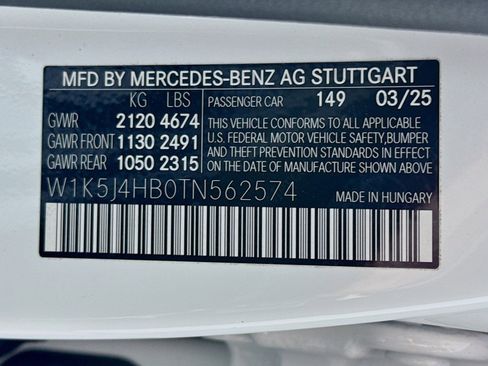 MFD BY MERCEDES-BENZ AG STUTTGART
KG LBS PASSENGER CAR 149 03/25
GVWR 2120 4674
GAWR FRONT 1130 2491
GAWR REAR 1050 2315
THIS VEHICLE CONFORMS TO ALL APPLICABLE
U.S. FEDERAL MOTOR VEHICLE SAFETY,BUMPER
AND THEFT PREVENTION STANDARDS IN EFFECT
ON THE DATE OF MANUFACTURE SHOWN ABOVE.
W1K5J4HB0TN562574 MADE IN HUNGARY